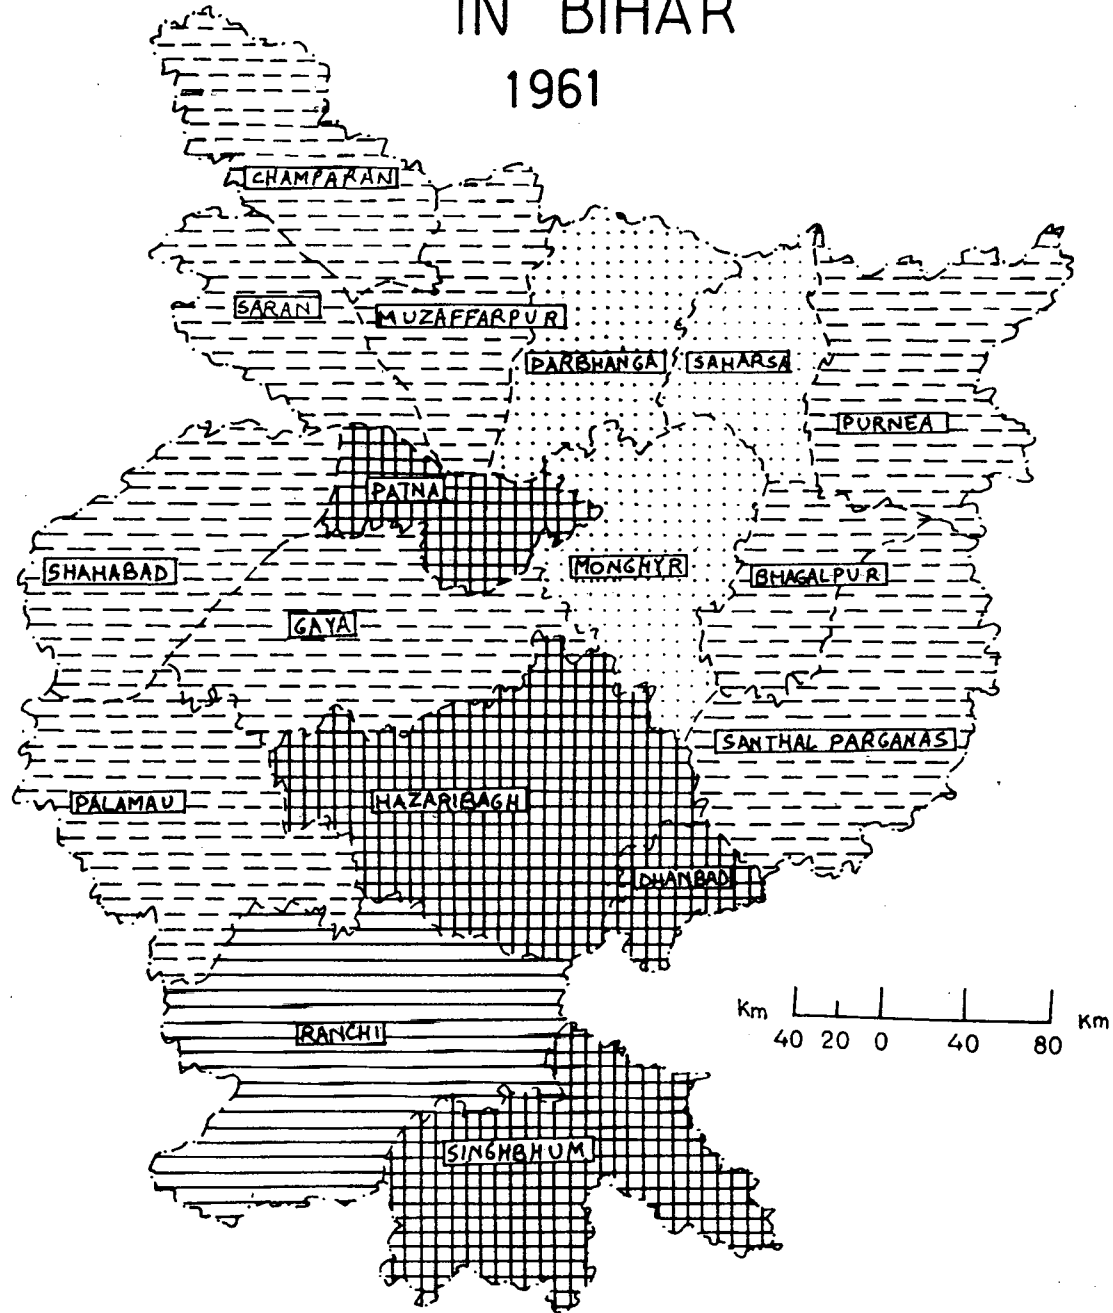 IN BIHAR
1961
CHAMPARAN
SARAN
MUZAFFARPUR
DARBHANGA
SAHARSA
PURNEA
PATNA
SHAHABAD
MONGHYR
BHAGALPUR
GAYA
SANTHAL PARGANAS
PALAMAU
HAZARIBAGH
DHANBAD
RANCHI
Km Km
40 20 0 40 80
SINGHBHUM